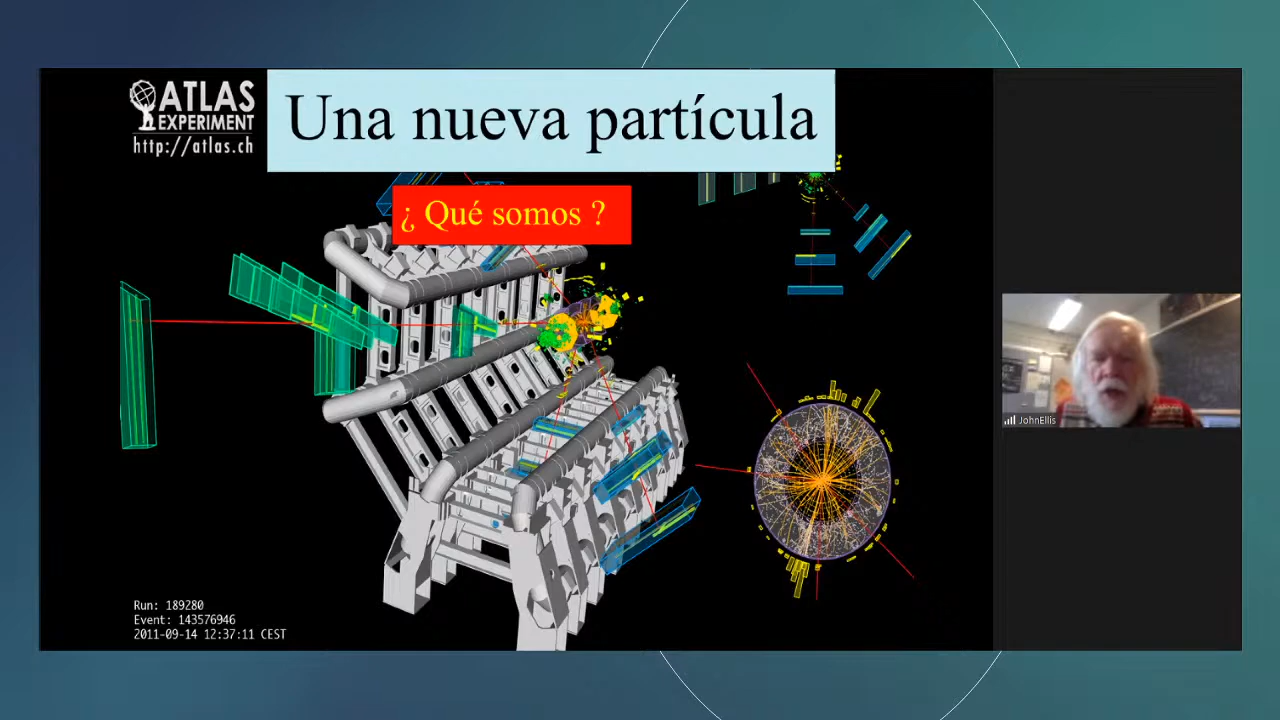 ATLAS
EXPERIMENT
http://atlas.ch
Una nueva partícula
¿ Qué somos ?
JohnEllis
Run: 189280
Event: 143576946
2011-09-14 12:37:11 CEST